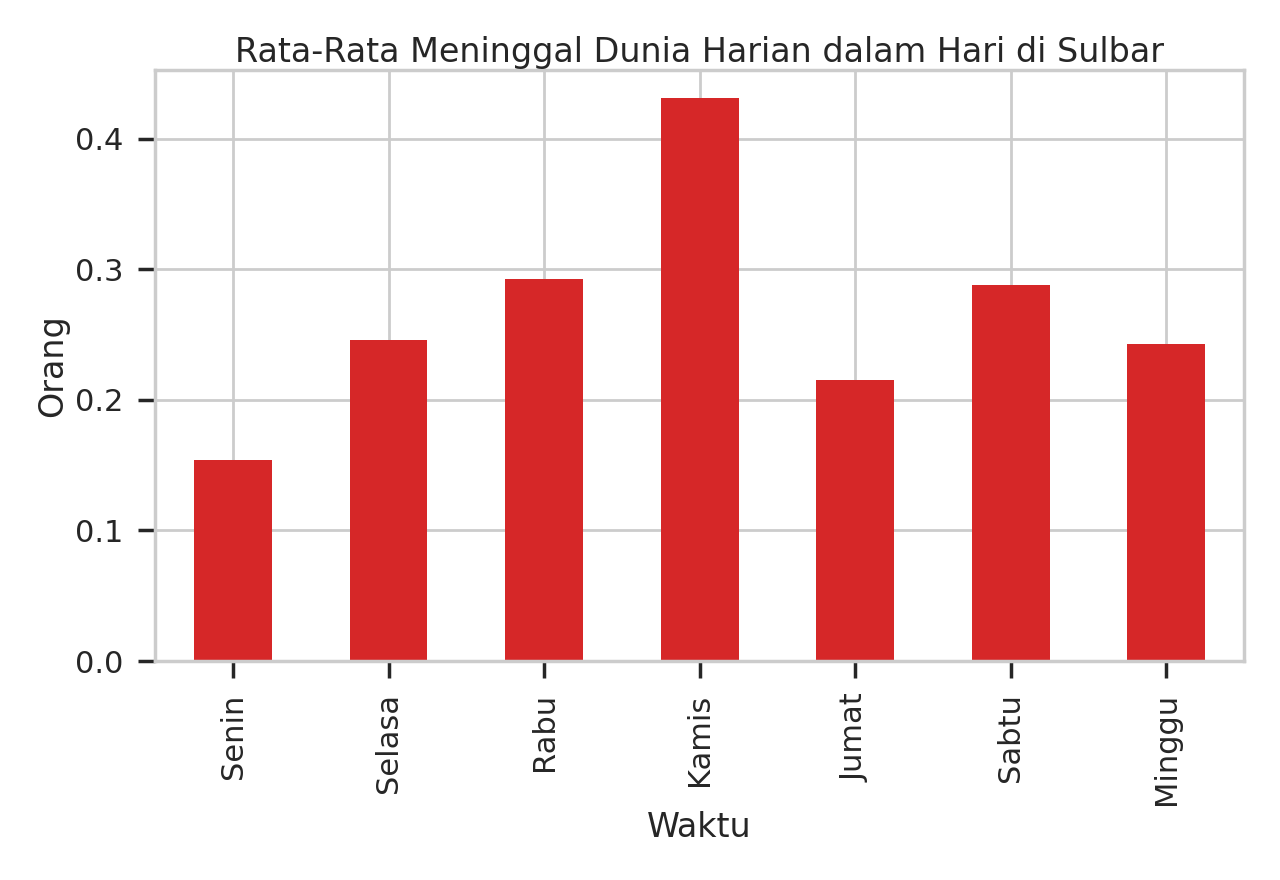 Rata-Rata Meninggal Dunia Harian dalam Hari di Sulbar
Orang
0.4
0.3
0.2
0.1
0.0
Senin
Selasa
Rabu
Kamis
Jumat
Sabtu
Minggu
Waktu